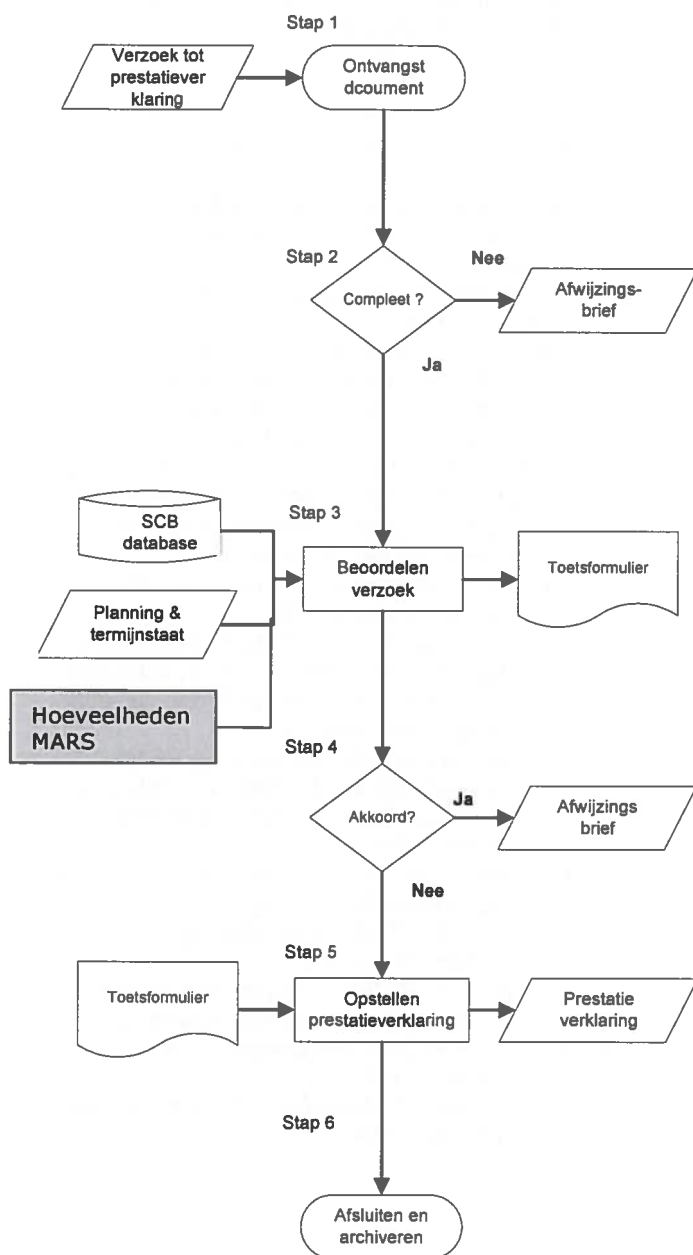 Stap 1
Verzoek tot
prestatiever
klaring
Ontvangst
dcoument
Stap 2
Nee
Compleet ?
Afwijzings-
brief
Ja
SCB
database
Stap 3
Beoordelen
verzoek
Toetsformulier
Planning &
termijnstaat
Hoeveelheden
MARS
Stap 4
Akkoord?
Ja
Afwijzings
brief
Nee
Stap 5
Toetsformulier
Opstellen
prestatieverklaring
Prestatie
verklaring
Stap 6
Afsluiten en
archiveren